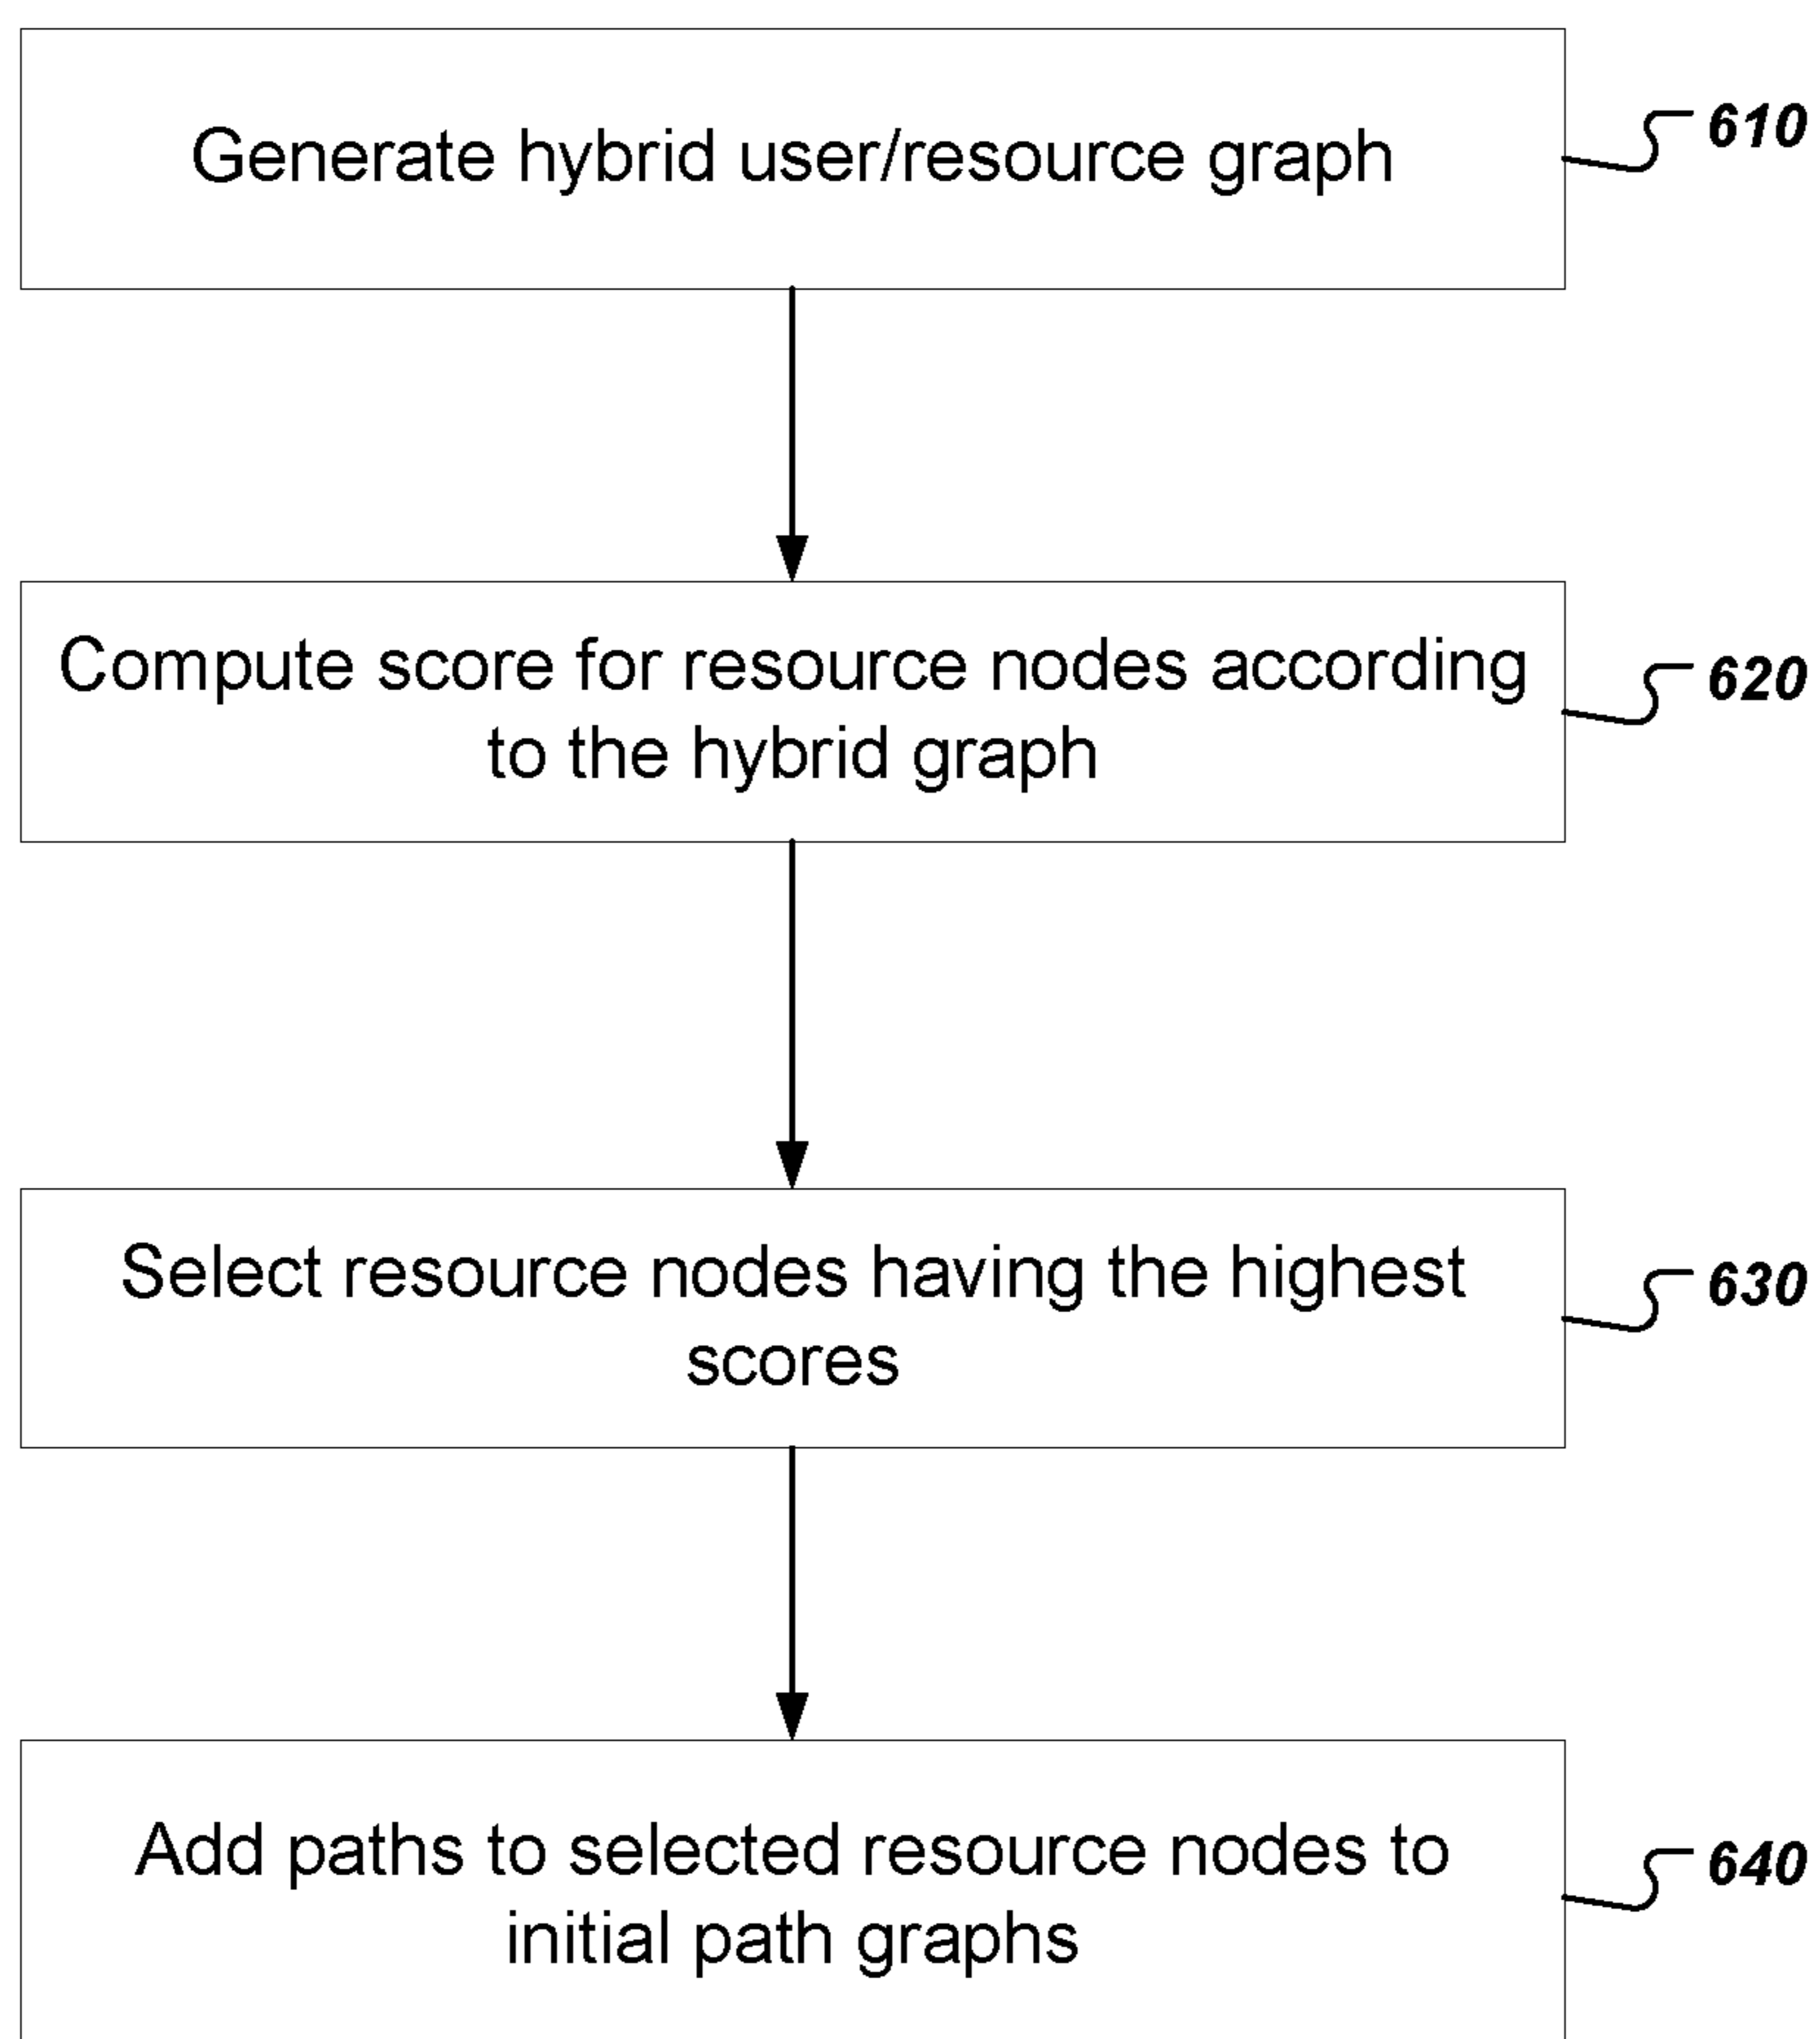 Generate hybrid user/resource graph
610
Compute score for resource nodes according
to the hybrid graph
620
Select resource nodes having the highest
scores
630
Add paths to selected resource nodes to
initial path graphs
640